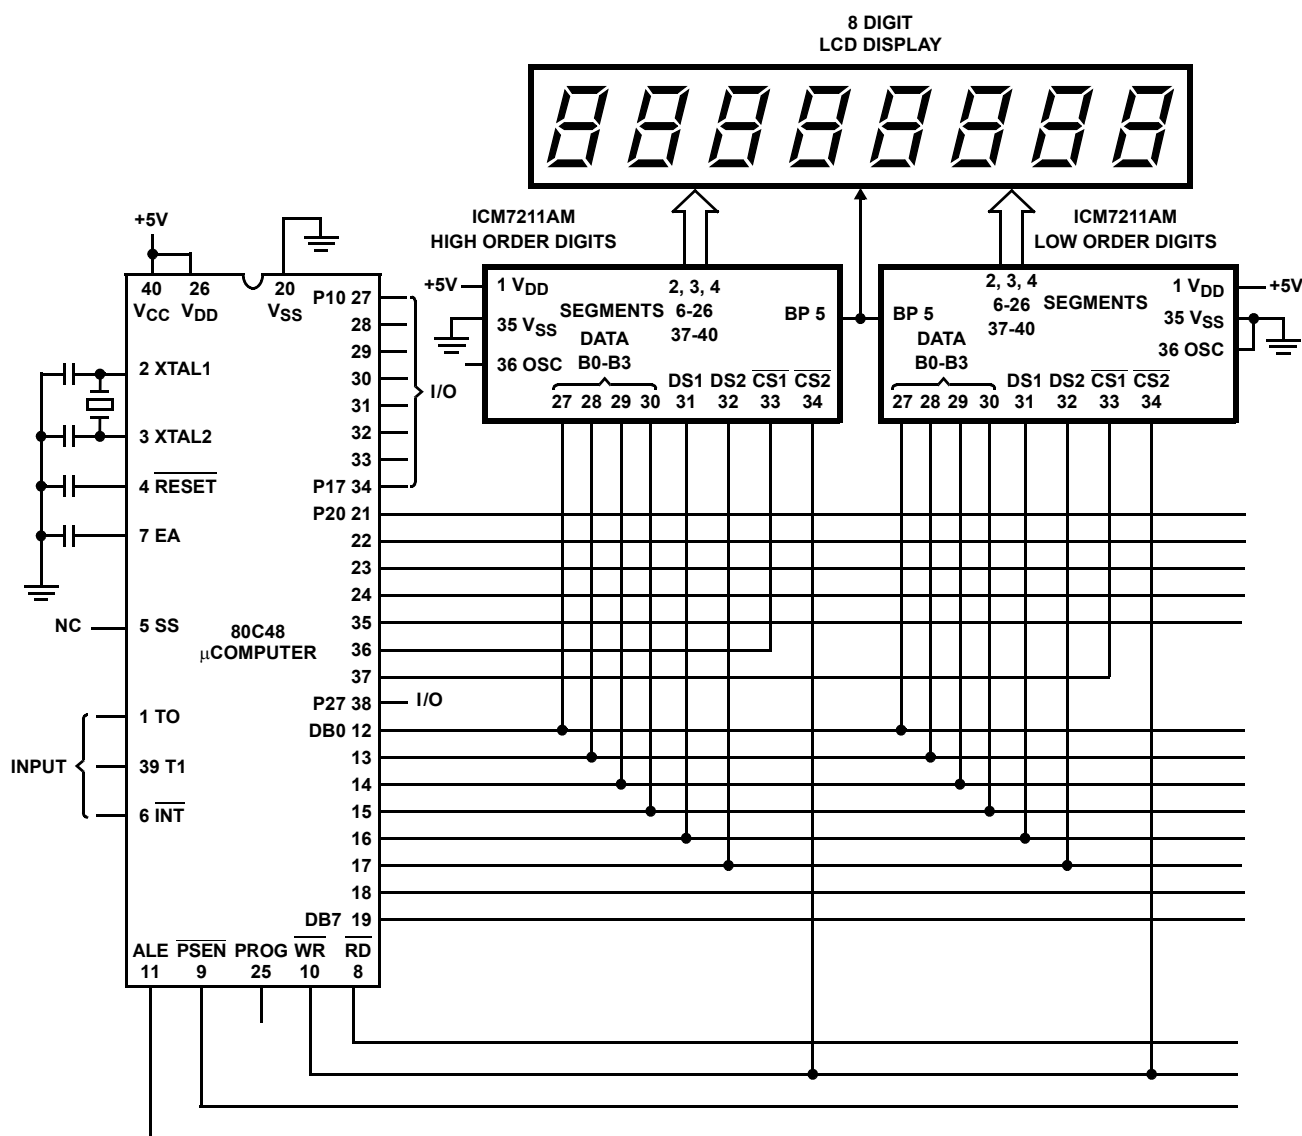 8 DIGIT
LCD DISPLAY
ICM7211AM
HIGH ORDER DIGITS
ICM7211AM
LOW ORDER DIGITS
+5V
40
VCC
26
VDD
20
VSS
2 XTAL1
3 XTAL2
4 RESET
7 EA
NC
5 SS
80C48
µCOMPUTER
INPUT
1 TO
39 T1
6 INT
ALE
11
PSEN
9
PROG
25
WR
10
RD
8
P10 27
28
29
30
31
32
33
P17 34
I/O
P20 21
22
23
24
35
36
37
P27 38
I/O
DB0 12
13
14
15
16
17
18
DB7 19
+5V
1 VDD
35 VSS
36 OSC
SEGMENTS
2, 3, 4
6-26
37-40
BP 5
DATA
B0-B3
DS1 DS2 CS1 CS2
27 28 29 30 31 32 33 34
BP 5
2, 3, 4
6-26
37-40
SEGMENTS
1 VDD
+5V
35 VSS
36 OSC
DATA
B0-B3
DS1 DS2 CS1 CS2
27 28 29 30 31 32 33 34